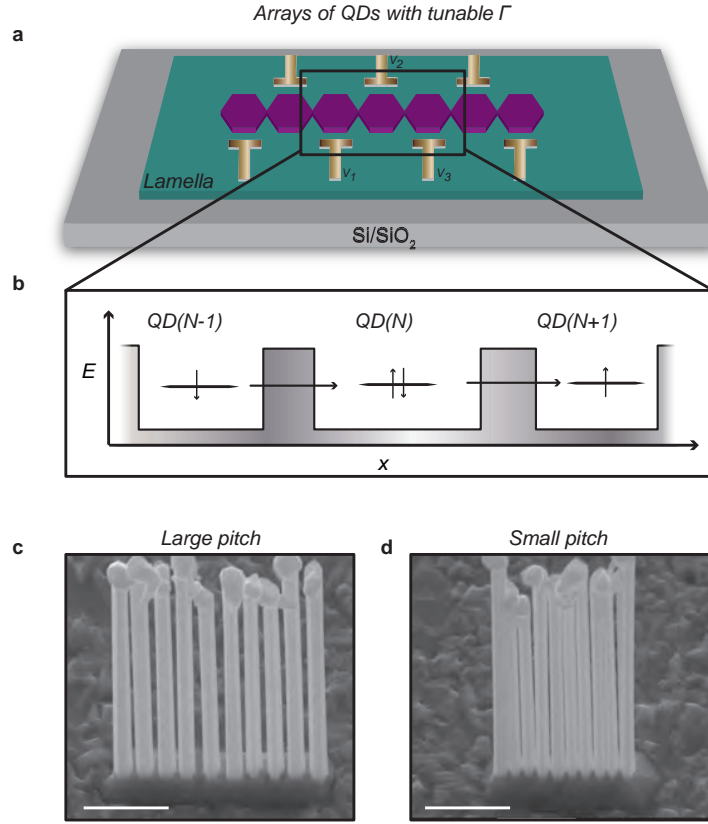 Arrays of QDs with tunable Γ
a
V₂
V₁
V₃
Lamella
Si/SiO₂
b
QD(N-1)
QD(N)
QD(N+1)
E
x
c
Large pitch
d
Small pitch